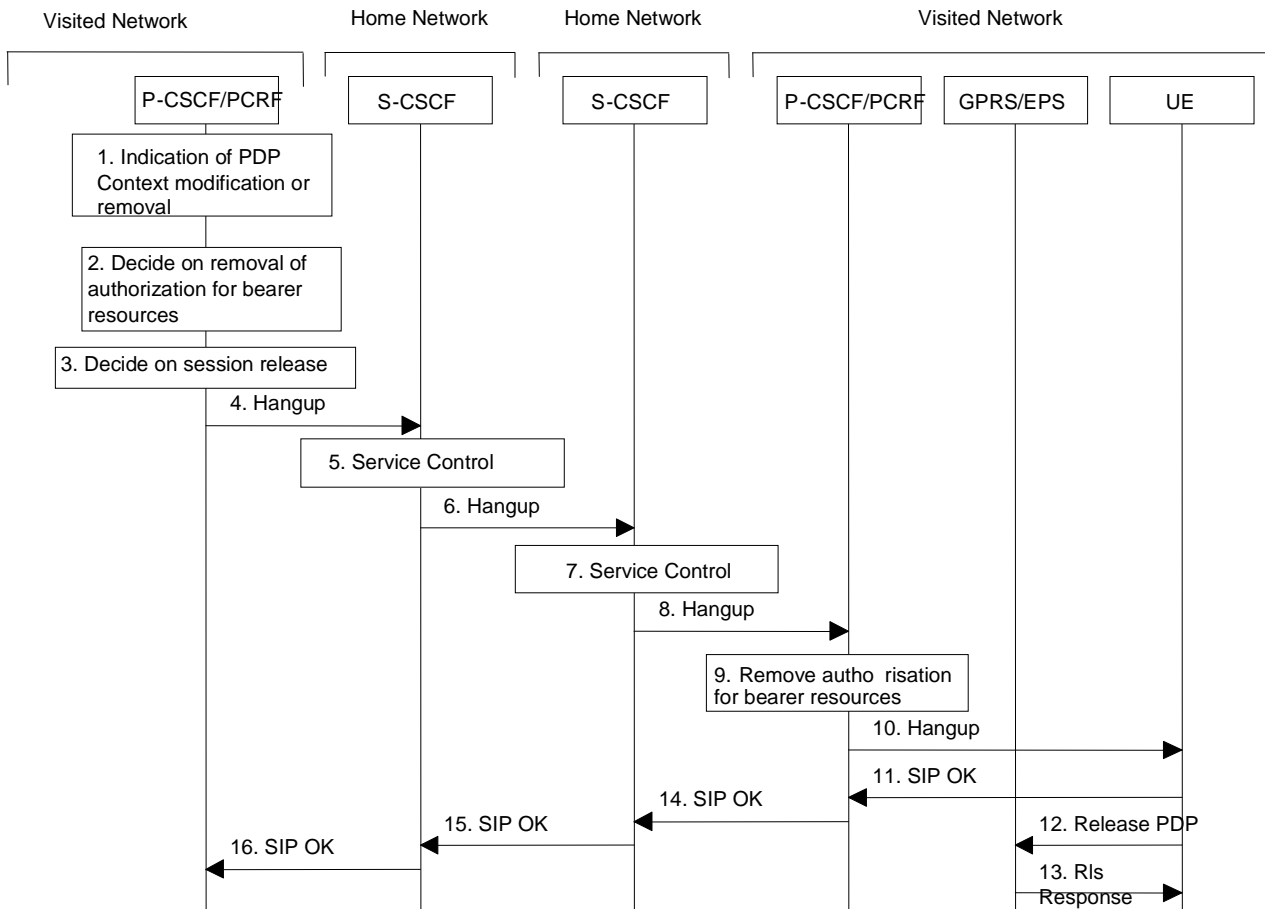 Visited Network
Home Network
Home Network
Visited Network
P-CSCF/PCRF
S-CSCF
S-CSCF
P-CSCF/PCRF
GPRS/EPS
UE
1. Indication of PDP
Context modification or
removal
2. Decide on removal of
authorization for bearer
resources
3. Decide on session release
4. Hangup
5. Service Control
6. Hangup
7. Service Control
8. Hangup
9. Remove autho risation
for bearer resources
10. Hangup
11. SIP OK
14. SIP OK
15. SIP OK
12. Release PDP
16. SIP OK
13. Rls
Response